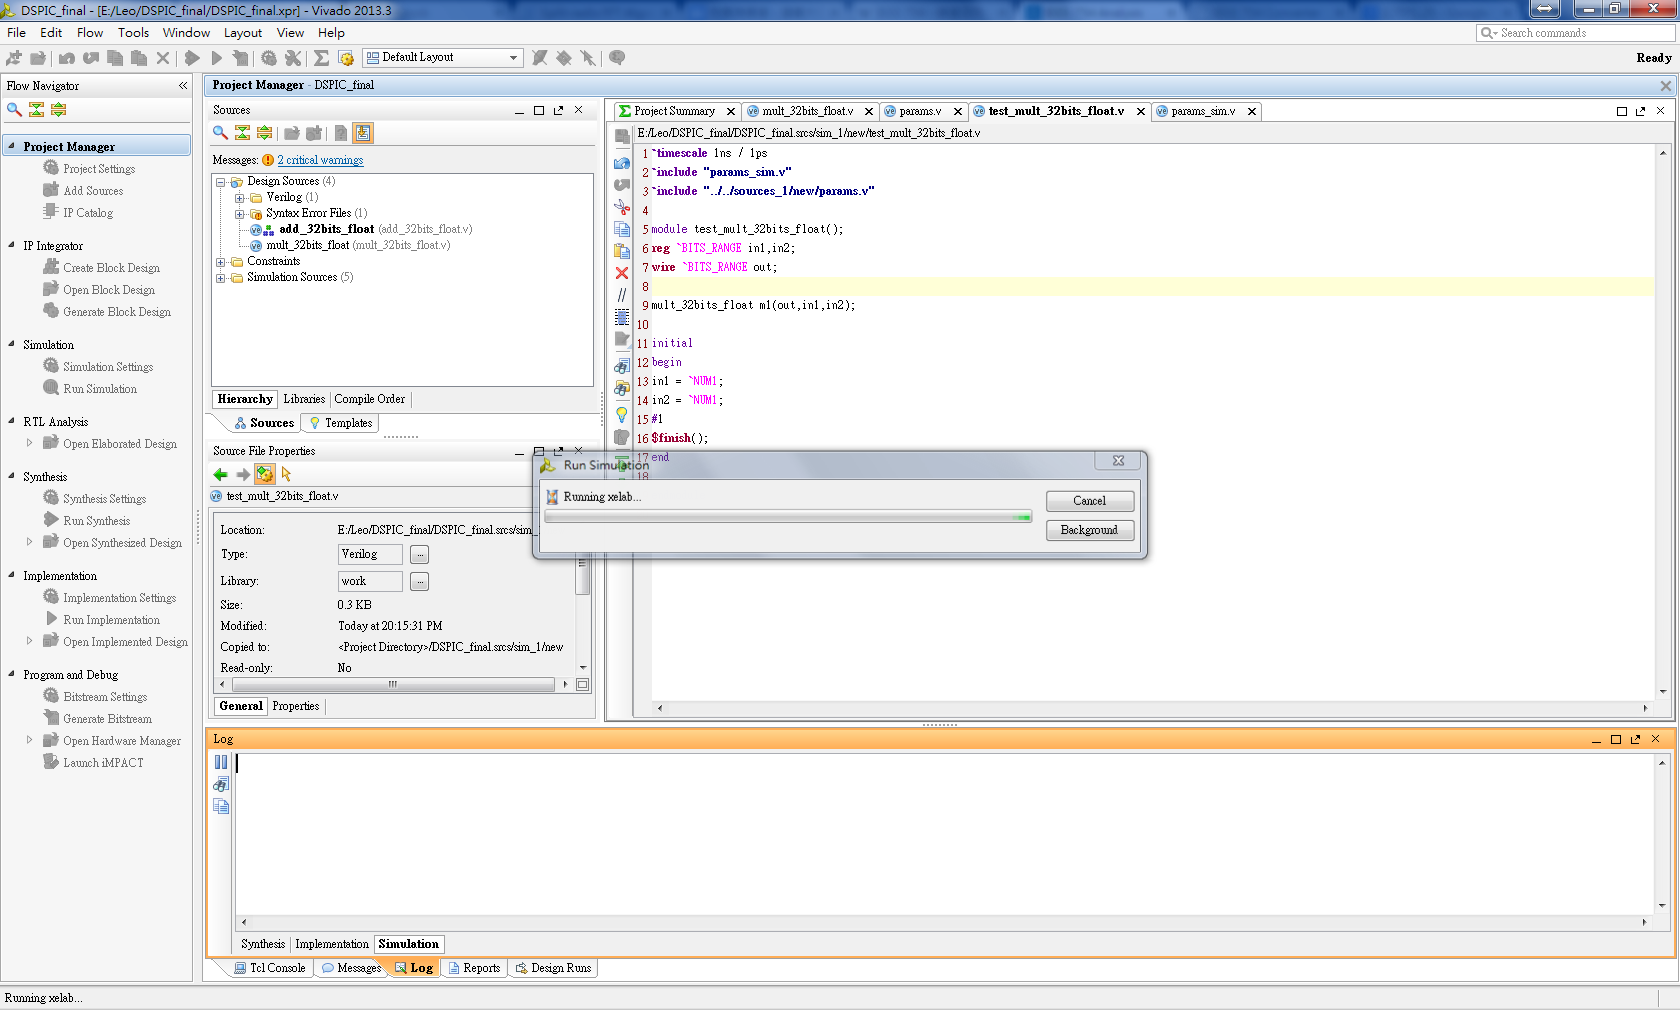 DSPIC_final - [E:/Leo/DSPIC_final/DSPIC_final.xpr] - Vivado 2013.3
File Edit Flow Tools Window Layout View Help
Search commands
Default Layout
Ready
Flow Navigator
Project Manager
Project Settings
Add Sources
IP Catalog
IP Integrator
Create Block Design
Open Block Design
Generate Block Design
Simulation
Simulation Settings
Run Simulation
RTL Analysis
Open Elaborated Design
Synthesis
Synthesis Settings
Run Synthesis
Open Synthesized Design
Implementation
Implementation Settings
Run Implementation
Open Implemented Design
Program and Debug
Bitstream Settings
Generate Bitstream
Open Hardware Manager
Launch iMPACT
Project Manager - DSPIC_final
Sources
Messages: 2 critical warnings
Design Sources (4)
Verilog (1)
Syntax Error Files (1)
add_32bits_float (add_32bits_float.v)
mult_32bits_float (mult_32bits_float.v)
Constraints
Simulation Sources (5)
Hierarchy Libraries Compile Order
Sources Templates
Source File Properties
test_mult_32bits_float.v
Location: E:/Leo/DSPIC_final/DSPIC_final.srcs/sim_
Type: Verilog
Library: work
Size: 0.3 KB
Modified: Today at 20:15:31 PM
Copied to: <Project Directory>/DSPIC_final.srcs/sim_1/new
Read-only: No
General Properties
Project Summary mult_32bits_float.v params.v test_mult_32bits_float.v params_sim.v
E:/Leo/DSPIC_final/DSPIC_final.srcs/sim_1/new/test_mult_32bits_float.v
1 `timescale 1ns / 1ps
2 `include "params_sim.v"
3 `include "../../sources_1/new/params.v"
4
5 module test_mult_32bits_float();
6 reg `BITS_RANGE in1,in2;
7 wire `BITS_RANGE out;
8
9 mult_32bits_float m1(out,in1,in2);
10
11 initial
12 begin
13 in1 = `NUM1;
14 in2 = `NUM1;
15 #1
16 $finish();
17 end
18
Run Simulation
Running xelab...
Cancel
Background
Log
Synthesis Implementation Simulation
Tcl Console Messages Log Reports Design Runs
Running xelab...